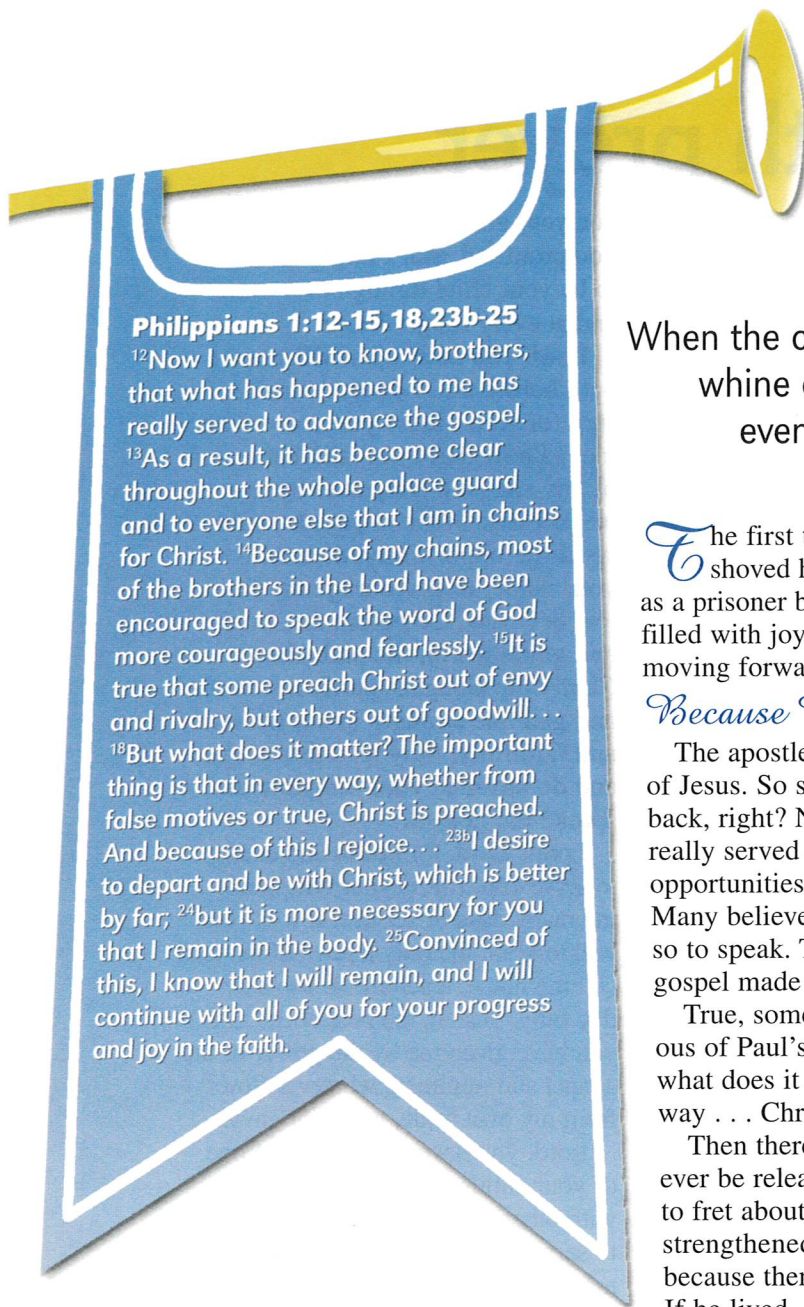 Philippians 1:12-15,18,23b-25
¹²Now I want you to know, brothers,
that what has happened to me has
really served to advance the gospel.
¹³As a result, it has become clear
throughout the whole palace guard
and to everyone else that I am in chains
for Christ. ¹⁴Because of my chains, most
of the brothers in the Lord have been
encouraged to speak the word of God
more courageously and fearlessly. ¹⁵It is
true that some preach Christ out of envy
and rivalry, but others out of goodwill. . .
¹⁸But what does it matter? The important
thing is that in every way, whether from
false motives or true, Christ is preached.
And because of this I rejoice. . . ²³ᵇI desire
to depart and be with Christ, which is better
by far; ²⁴but it is more necessary for you
that I remain in the body. ²⁵Convinced of
this, I know that I will remain, and I will
continue with all of you for your progress
and joy in the faith.
When the
whine
even
The first
shoved
as a prisoner
filled with joy
moving
Because
The apostle
of Jesus. So
back, right?
really served
opportunities
Many
so to speak.
gospel made
True, some
ous of Paul's
what does it
way . . .
Then
ever be
to fret about
strengthened
because
If he lived